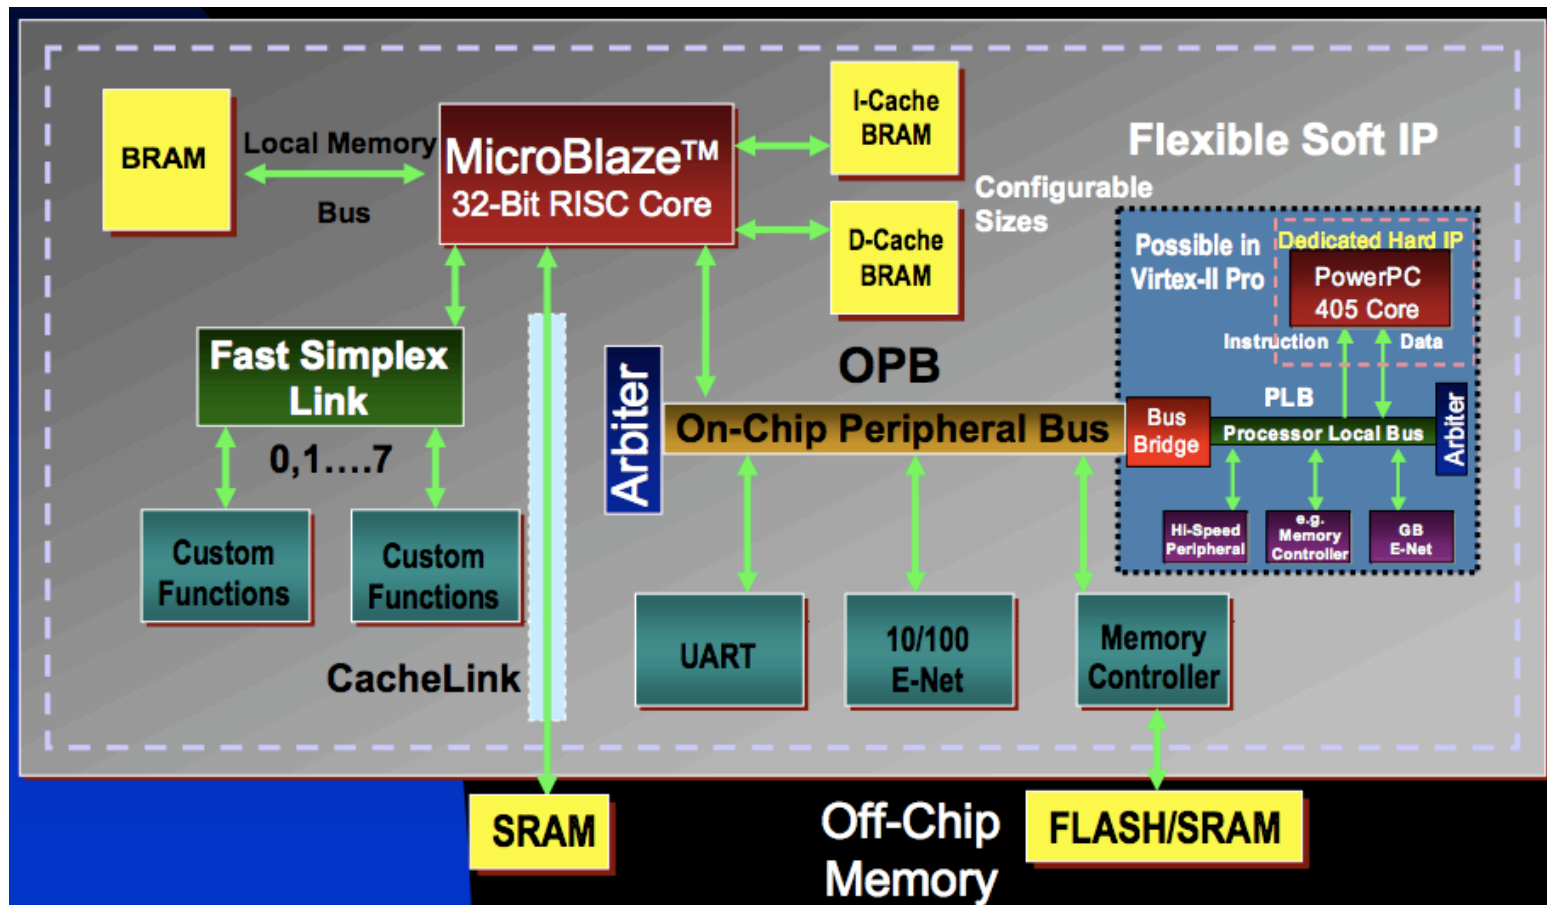 BRAM
Local Memory
Bus
MicroBlaze™
32-Bit RISC Core
I-Cache
BRAM
D-Cache
BRAM
Configurable
Sizes
Flexible Soft IP
Possible in
Virtex-II Pro
Dedicated Hard IP
PowerPC
405 Core
Instruction
Data
PLB
Bus
Bridge
Processor Local Bus
Arbiter
Hi-Speed
Peripheral
e.g.
Memory
Controller
GB
E-Net
Fast Simplex
Link
0,1....7
Custom
Functions
Custom
Functions
CacheLink
OPB
Arbiter
On-Chip Peripheral Bus
UART
10/100
E-Net
Memory
Controller
SRAM
Off-Chip
Memory
FLASH/SRAM